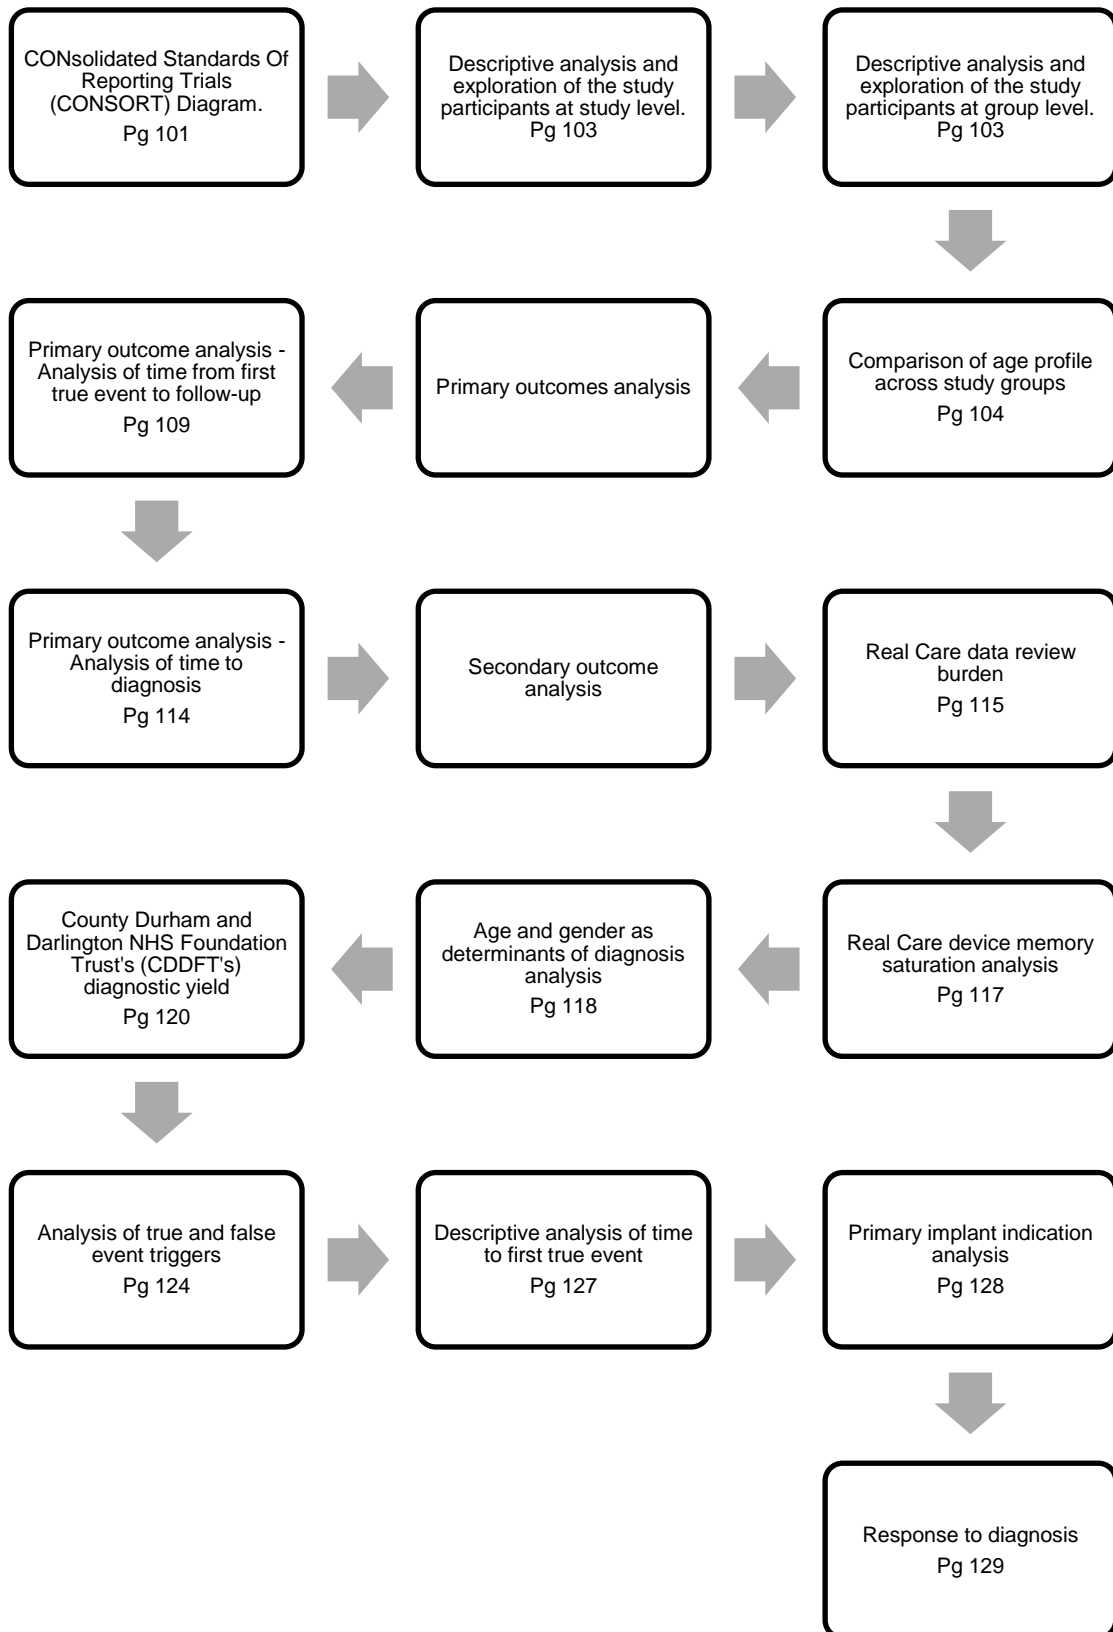 CONsolidated Standards Of
Reporting Trials
(CONSORT) Diagram.
Pg 101
Descriptive analysis and
exploration of the study
participants at study level.
Pg 103
Descriptive analysis and
exploration of the study
participants at group level.
Pg 103
Comparison of age profile
across study groups
Pg 104
Primary outcomes analysis
Primary outcome analysis -
Analysis of time from first
true event to follow-up
Pg 109
Primary outcome analysis -
Analysis of time to
diagnosis
Pg 114
Secondary outcome
analysis
Real Care data review
burden
Pg 115
Real Care device memory
saturation analysis
Pg 117
Age and gender as
determinants of diagnosis
analysis
Pg 118
County Durham and
Darlington NHS Foundation
Trust's (CDDFT's)
diagnostic yield
Pg 120
Analysis of true and false
event triggers
Pg 124
Descriptive analysis of time
to first true event
Pg 127
Primary implant indication
analysis
Pg 128
Response to diagnosis
Pg 129